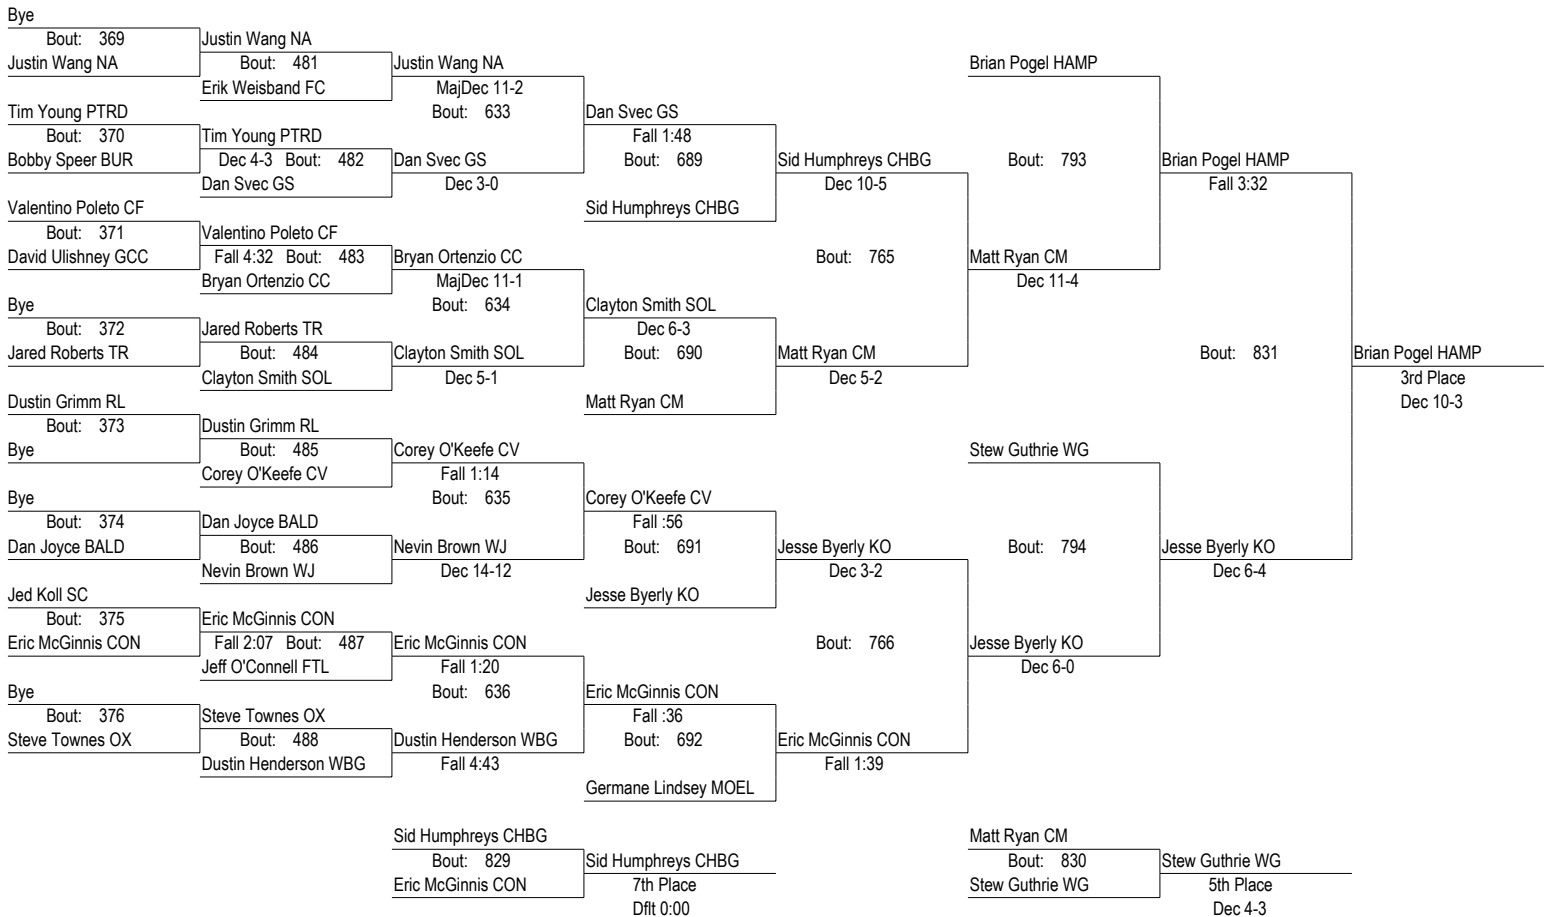 Bye
Bout: 369
Justin Wang NA
Justin Wang NA
Bout: 481
Justin Wang NA
Brian Pogel HAMP
Erik Weisband FC
MajDec 11-2
Tim Young PTRD
Bout: 633
Dan Svec GS
Bout: 370
Tim Young PTRD
Fall 1:48
Bobby Speer BUR
Dec 4-3 Bout: 482
Dan Svec GS
Bout: 689
Sid Humphreys CHBG
Bout: 793
Brian Pogel HAMP
Dan Svec GS
Dec 3-0
Dec 10-5
Fall 3:32
Valentino Poleto CF
Sid Humphreys CHBG
Bout: 371
Valentino Poleto CF
David Ulishney GCC
Fall 4:32 Bout: 483
Bryan Ortenzio CC
Bout: 765
Matt Ryan CM
Bryan Ortenzio CC
MajDec 11-1
Dec 11-4
Bye
Bout: 634
Clayton Smith SOL
Bout: 372
Jared Roberts TR
Dec 6-3
Jared Roberts TR
Bout: 484
Clayton Smith SOL
Bout: 690
Matt Ryan CM
Bout: 831
Brian Pogel HAMP
Clayton Smith SOL
Dec 5-1
Dec 5-2
3rd Place
Dustin Grimm RL
Matt Ryan CM
Dec 10-3
Bout: 373
Dustin Grimm RL
Bye
Bout: 485
Corey O'Keefe CV
Stew Guthrie WG
Corey O'Keefe CV
Fall 1:14
Bye
Bout: 635
Corey O'Keefe CV
Bout: 374
Dan Joyce BALD
Fall :56
Dan Joyce BALD
Bout: 486
Nevin Brown WJ
Bout: 691
Jesse Byerly KO
Bout: 794
Jesse Byerly KO
Nevin Brown WJ
Dec 14-12
Dec 3-2
Dec 6-4
Jed Koll SC
Jesse Byerly KO
Bout: 375
Eric McGinnis CON
Eric McGinnis CON
Fall 2:07 Bout: 487
Eric McGinnis CON
Bout: 766
Jesse Byerly KO
Jeff O'Connell FTL
Fall 1:20
Dec 6-0
Bye
Bout: 636
Eric McGinnis CON
Bout: 376
Steve Townes OX
Fall :36
Steve Townes OX
Bout: 488
Dustin Henderson WBG
Bout: 692
Eric McGinnis CON
Dustin Henderson WBG
Fall 4:43
Fall 1:39
Germane Lindsey MOEL
Sid Humphreys CHBG
Matt Ryan CM
Bout: 829
Sid Humphreys CHBG
Bout: 830
Stew Guthrie WG
Eric McGinnis CON
7th Place
Stew Guthrie WG
5th Place
Dflt 0:00
Dec 4-3